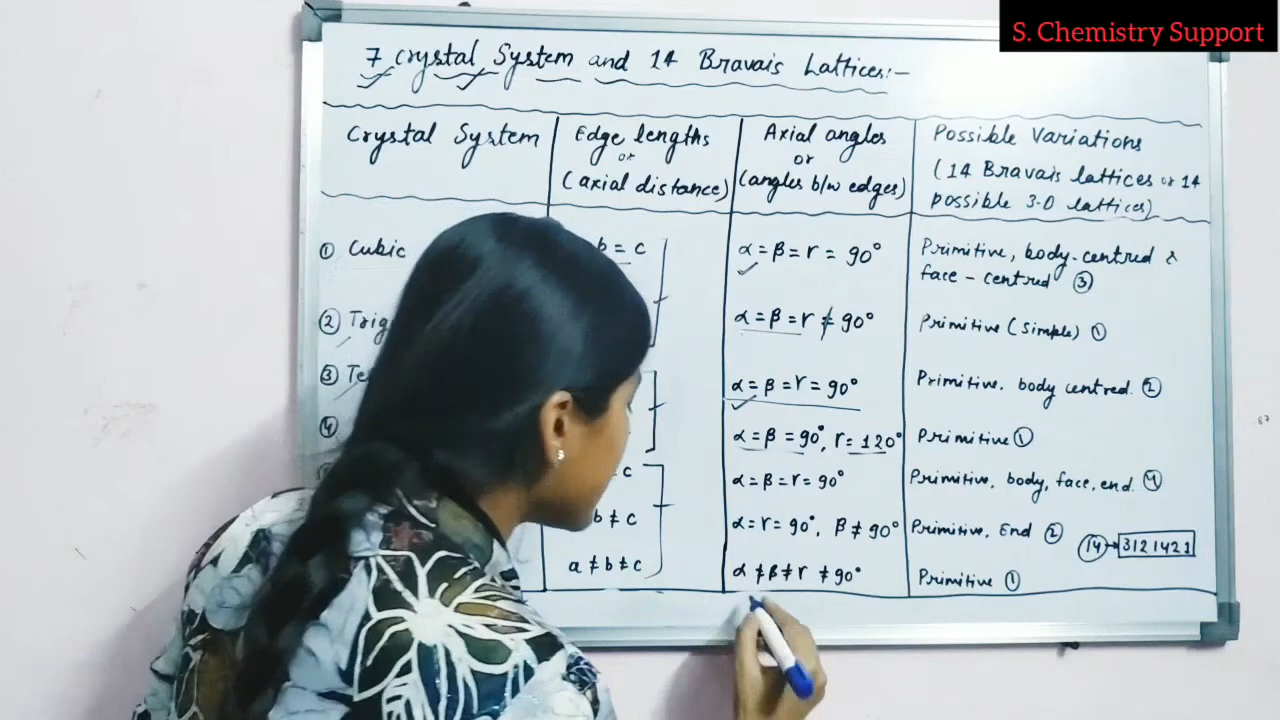 S. Chemistry Support
7 Crystal System and 14 Bravais Lattices:-
Crystal System
Edge lengths
or
(axial distance)
Axial angles
or
(angles b/w edges)
Possible Variations
(14 Bravais lattices or 14
possible 3-D lattices)
① Cubic
b = c
α = β = r = 90°
Primitive, body-centred &
face-centred ③
② Trig
α = β = r ≠ 90°
Primitive (simple) ①
③ Te
α = β = r = 90°
Primitive, body centred. ②
④
α = β = 90°, r = 120°
Primitive ①
c
α = β = r = 90°
Primitive, body, face, end. ④
b ≠ c
α = r = 90°, β ≠ 90°
Primitive, End ②
14 → 3121421
a ≠ b ≠ c
α ≠ β ≠ r ≠ 90°
Primitive ①